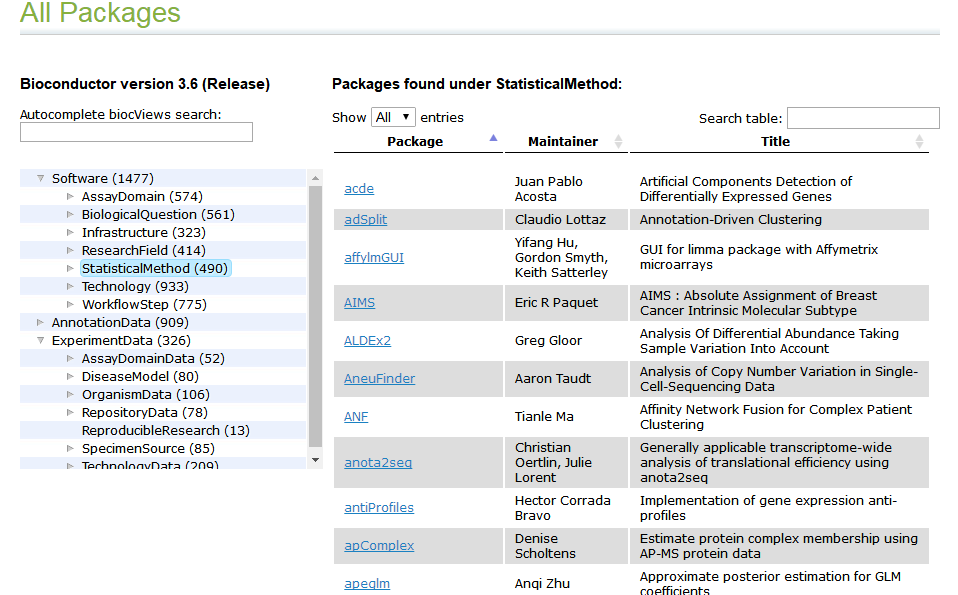 All Packages
Bioconductor version 3.6 (Release)
Autocomplete biocViews search:
Software (1477)
AssayDomain (574)
BiologicalQuestion (561)
Infrastructure (323)
ResearchField (414)
StatisticalMethod (490)
Technology (933)
WorkflowStep (775)
AnnotationData (909)
ExperimentData (326)
AssayDomainData (52)
DiseaseModel (80)
OrganismData (106)
RepositoryData (78)
ReproducibleResearch (13)
SpecimenSource (85)
TechnologyData (209)
Packages found under StatisticalMethod:
Show All entries
Search table:
Package Maintainer Title
acde
Juan Pablo
Acosta
Artificial Components Detection of
Differentially Expressed Genes
adSplit
Claudio Lottaz
Annotation-Driven Clustering
affylmGUI
Yifang Hu,
Gordon Smyth,
Keith Satterley
GUI for limma package with Affymetrix
microarrays
AIMS
Eric R Paquet
AIMS : Absolute Assignment of Breast
Cancer Intrinsic Molecular Subtype
ALDEx2
Greg Gloor
Analysis Of Differential Abundance Taking
Sample Variation Into Account
AneuFinder
Aaron Taudt
Analysis of Copy Number Variation in Single-
Cell-Sequencing Data
ANF
Tianle Ma
Affinity Network Fusion for Complex Patient
Clustering
anota2seq
Christian
Oertlin, Julie
Lorent
Generally applicable transcriptome-wide
analysis of translational efficiency using
anota2seq
antiProfiles
Hector Corrada
Bravo
Implementation of gene expression anti-
profiles
apComplex
Denise
Scholtens
Estimate protein complex membership using
AP-MS protein data
apeglm
Anqi Zhu
Approximate posterior estimation for GLM
coefficients